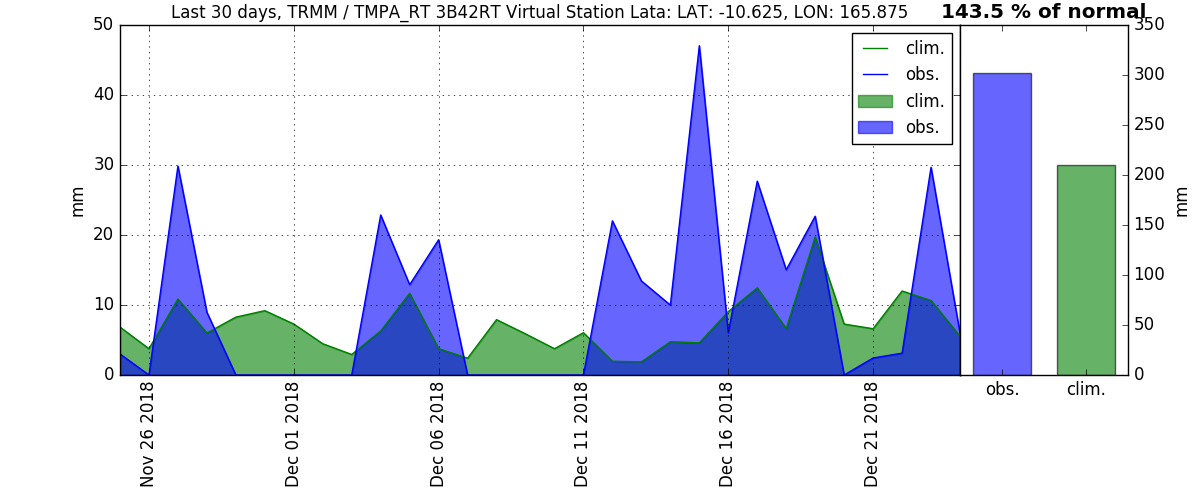 Last 30 days, TRMM / TMPA_RT 3B42RT Virtual Station Lata: LAT: -10.625, LON: 165.875
143.5 % of normal
50
40
30
20
10
0
mm
clim.
obs.
clim.
obs.
Nov 26 2018
Dec 01 2018
Dec 06 2018
Dec 11 2018
Dec 16 2018
Dec 21 2018
350
300
250
200
150
100
50
0
mm
obs.
clim.